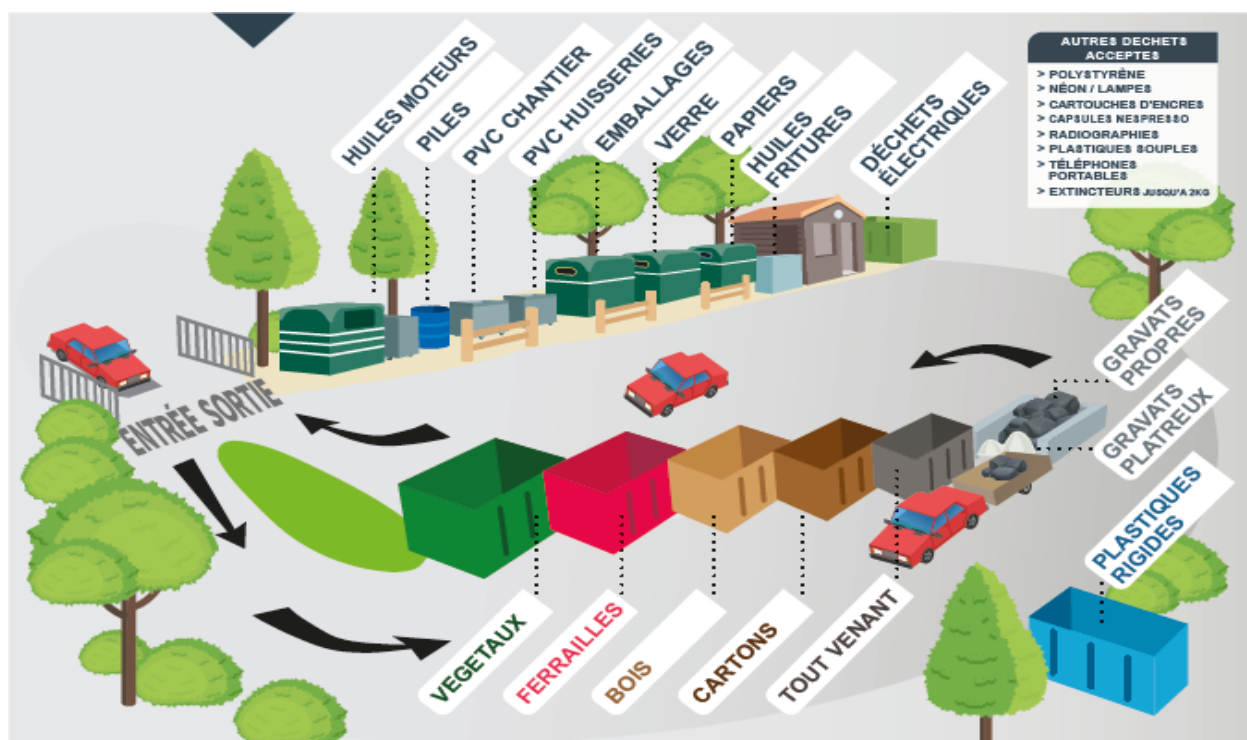 HUILES MOTEURS
PILES
PVC CHANTIER
PVC HUISSERIES
EMBALLAGES
VERRE
PAPIERS
HUILES
FRITURES
DÉCHETS
ÉLECTRIQUES
AUTRES DECHETS
ACCEPTES
> POLYSTYRÈNE
> NÉON / LAMPES
> CARTOUCHES D'ENCRES
> CAPSULES NESPRESSO
> RADIOGRAPHIES
> PLASTIQUES SOUPLES
> TÉLÉPHONES
PORTABLES
> EXTINCTEURS JUSQU'A 2KG
ENTRÉE SORTIE
GRAVATS
PROPRES
GRAVATS
PLATREUX
PLASTIQUES
RIGIDES
VEGETAUX
FERRAILLES
BOIS
CARTONS
TOUT VENANT